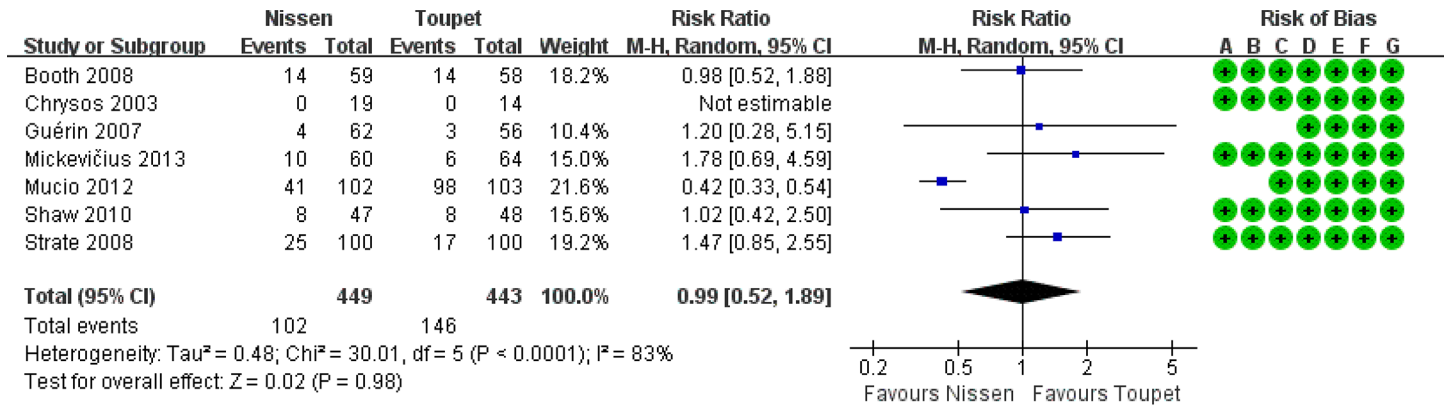 Nissen Toupet Risk Ratio Risk Ratio Risk of Bias
Study or Subgroup Events Total Events Total Weight M-H, Random, 95% CI M-H, Random, 95% CI A B C D E F G
Booth 2008 14 59 14 58 18.2% 0.98 [0.52, 1.88] + + + + + + +
Chrysos 2003 0 19 0 14 Not estimable + + + + + + +
Guérin 2007 4 62 3 56 10.4% 1.20 [0.28, 5.15] + + + +
Mickevičius 2013 10 60 6 64 15.0% 1.78 [0.69, 4.59] + + + + + + +
Mucio 2012 41 102 98 103 21.6% 0.42 [0.33, 0.54] + + + + +
Shaw 2010 8 47 8 48 15.6% 1.02 [0.42, 2.50] + + + + + + +
Strate 2008 25 100 17 100 19.2% 1.47 [0.85, 2.55] + + + + + + +
Total (95% CI) 449 443 100.0% 0.99 [0.52, 1.89]
Total events 102 146
Heterogeneity: Tau² = 0.48; Chi² = 30.01, df = 5 (P < 0.0001); I² = 83%
Test for overall effect: Z = 0.02 (P = 0.98)
0.2 0.5 1 2 5
Favours Nissen Favours Toupet